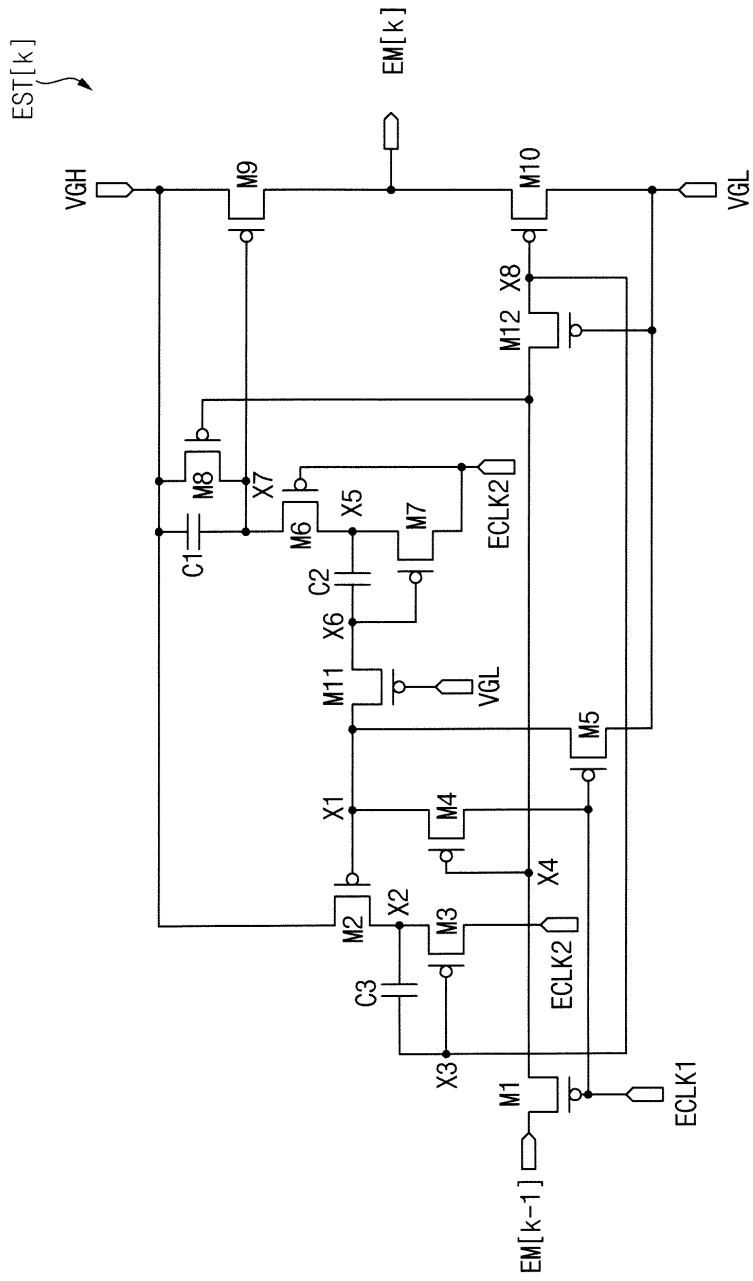 EST[k]
VGH
M9
EM[k]
M8
C1
X7
M6
X5
M7
ECLK2
C2
X6
M11
VGL
X1
M4
M5
M2
X2
M3
C3
ECLK2
X3
X4
M12
X8
M10
VGL
EM[k-1]
M1
ECLK1